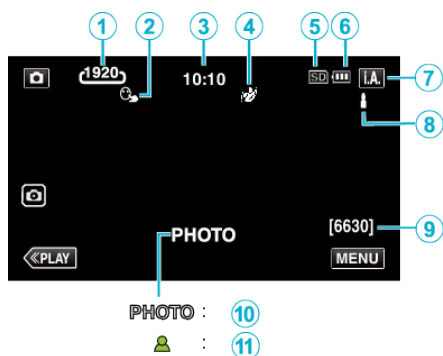 1 2 3 4 5 6
1920 10:10 SD i.A. 7
8
[6630] 9
PHOTO
≪PLAY MENU
PHOTO : 10
: 11